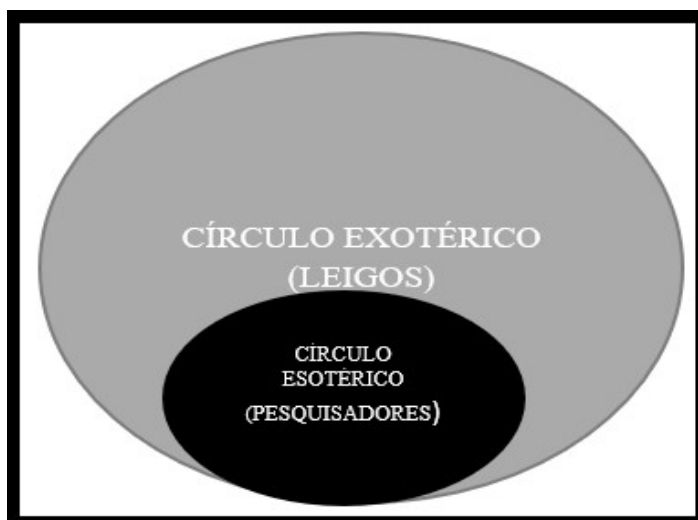 CÍRCULO EXOTÉRICO
(LEIGOS)
CÍRCULO
ESOTÉRICO
(PESQUISADORES)